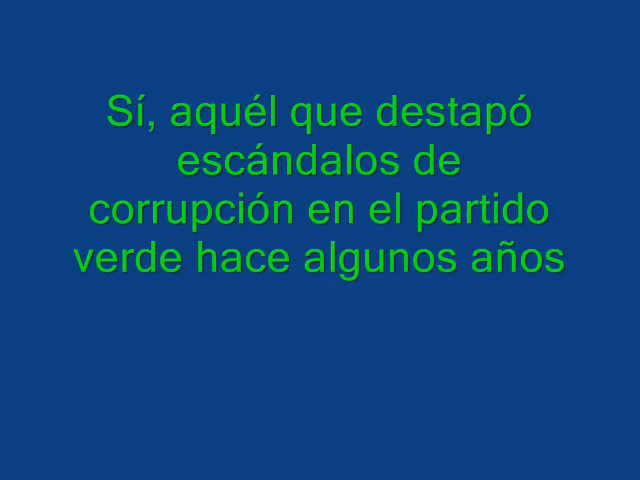 Sí, aquél que destapó
escándalos de
corrupción en el partido
verde hace algunos años